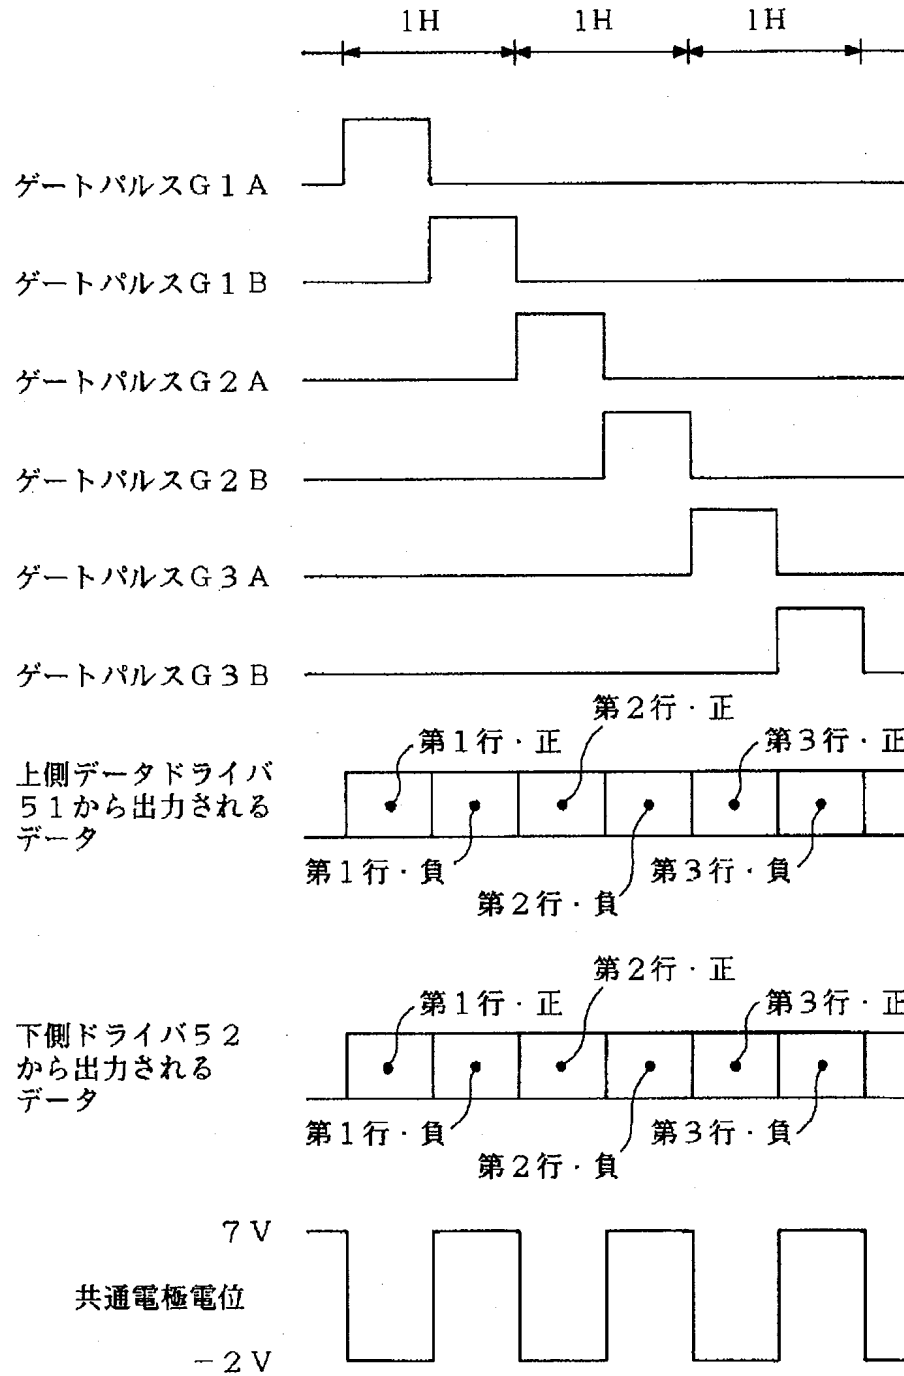 1H 1H 1H
ゲートパルスG1A
ゲートパルスG1B
ゲートパルスG2A
ゲートパルスG2B
ゲートパルスG3A
ゲートパルスG3B
第2行・正
第1行・正 第3行・正
上側データドライバ
51から出力される
データ
第1行・負 第3行・負
第2行・負
第2行・正
第1行・正 第3行・正
下側ドライバ52
から出力される
データ
第1行・負 第3行・負
第2行・負
7V
共通電極電位
−2V